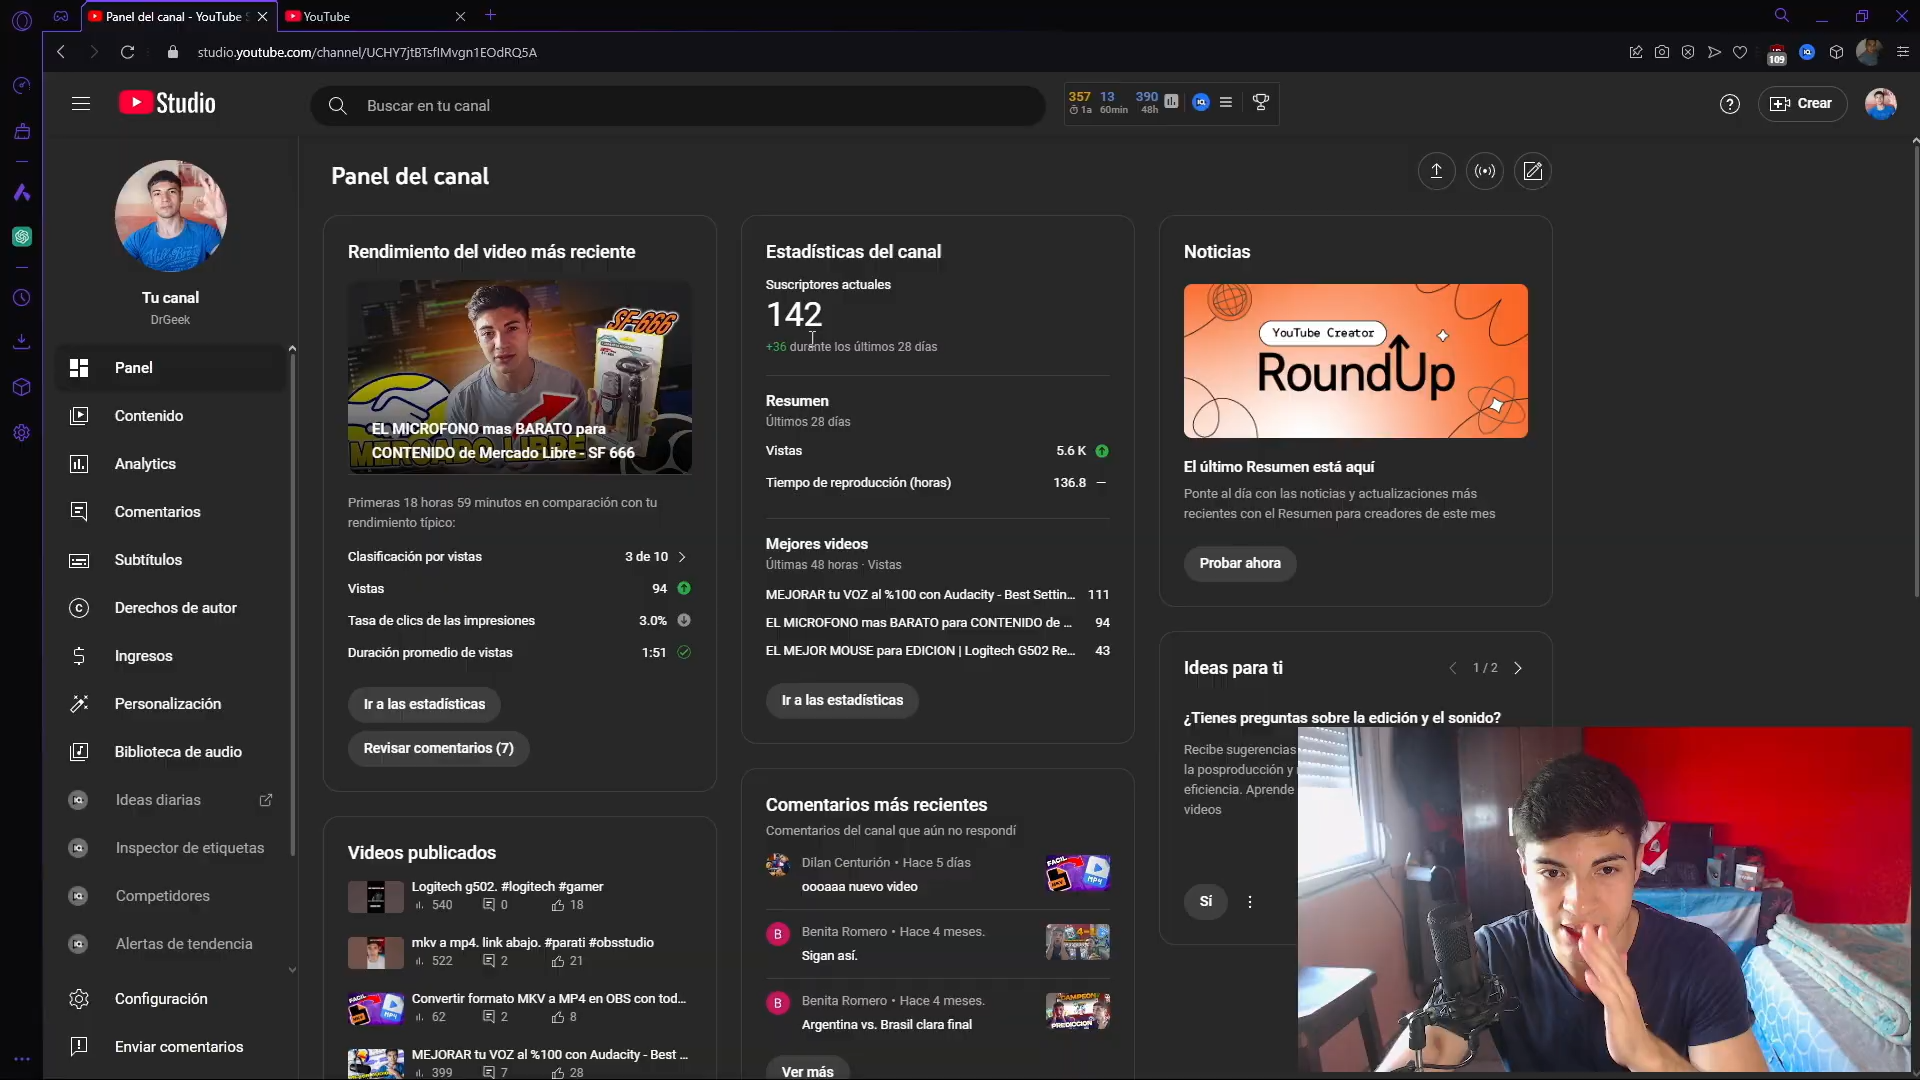 Panel del canal - YouTube S
YouTube
studio.youtube.com/channel/UCHY7jtBTsfIMvgn1EOdRQ5A
109
Studio
Buscar en tu canal
357 13 390
1a 60min 48h
Crear
Tu canal
DrGeek
Panel
Contenido
Analytics
Comentarios
Subtítulos
Derechos de autor
Ingresos
Personalización
Biblioteca de audio
Ideas diarias
Inspector de etiquetas
Competidores
Alertas de tendencia
Configuración
Enviar comentarios
Panel del canal
Rendimiento del video más reciente
SF-666
EL MICROFONO mas BARATO para
CONTENIDO de Mercado Libre - SF 666
MERCADO LIBRE
Primeras 18 horas 59 minutos en comparación con tu
rendimiento típico:
Clasificación por vistas 3 de 10
Vistas 94
Tasa de clics de las impresiones 3.0%
Duración promedio de vistas 1:51
Ir a las estadísticas
Revisar comentarios (7)
Videos publicados
Logitech g502. #logitech #gamer
540 0 18
mkv a mp4. link abajo. #parati #obsstudio
522 2 21
Convertir formato MKV a MP4 en OBS con tod...
62 2 8
MEJORAR tu VOZ al %100 con Audacity - Best ...
399 7 28
Estadísticas del canal
Suscriptores actuales
142
+36 durante los últimos 28 días
Resumen
Últimos 28 días
Vistas 5.6 K
Tiempo de reproducción (horas) 136.8
Mejores videos
Últimas 48 horas · Vistas
MEJORAR tu VOZ al %100 con Audacity - Best Settin... 111
EL MICROFONO mas BARATO para CONTENIDO de ... 94
EL MEJOR MOUSE para EDICION | Logitech G502 Re... 43
Ir a las estadísticas
Comentarios más recientes
Comentarios del canal que aún no respondí
Dilan Centurión • Hace 5 días
oooaaa nuevo video
B
Benita Romero • Hace 4 meses.
Sigan así.
B
Benita Romero • Hace 4 meses.
Argentina vs. Brasil clara final
Ver más
Noticias
YouTube Creator
RoundUp
El último Resumen está aquí
Ponte al día con las noticias y actualizaciones más
recientes con el Resumen para creadores de este mes
Probar ahora
Ideas para ti
1 / 2
¿Tienes preguntas sobre la edición y el sonido?
Recibe sugerencias
la posproducción y
eficiencia. Aprende
videos
Sí